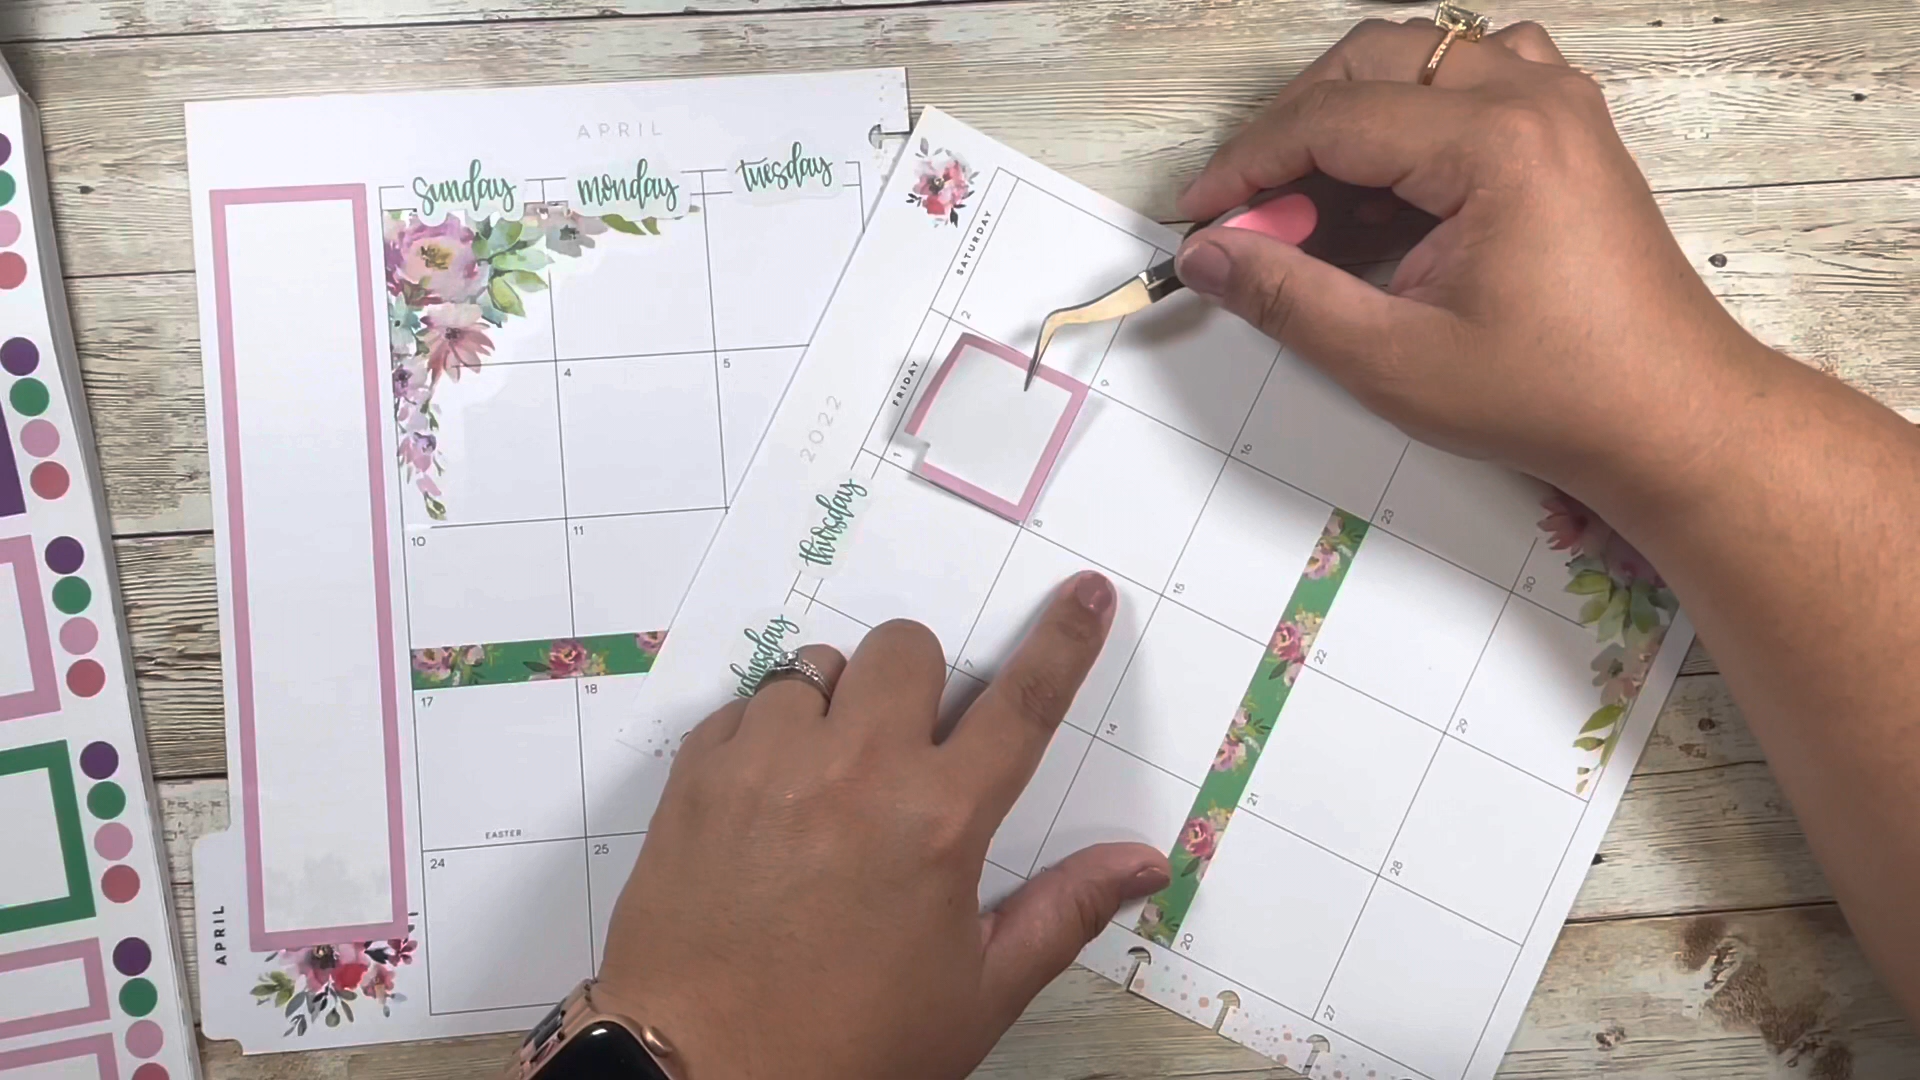 APRIL
sunday monday tuesday
4 5
10 11
17 18
EASTER
24 25
APRIL
2022
SATURDAY
FRIDAY
thursday
2 9 16 23 30
1 8 15 22 29
7 14 21 28
20 27